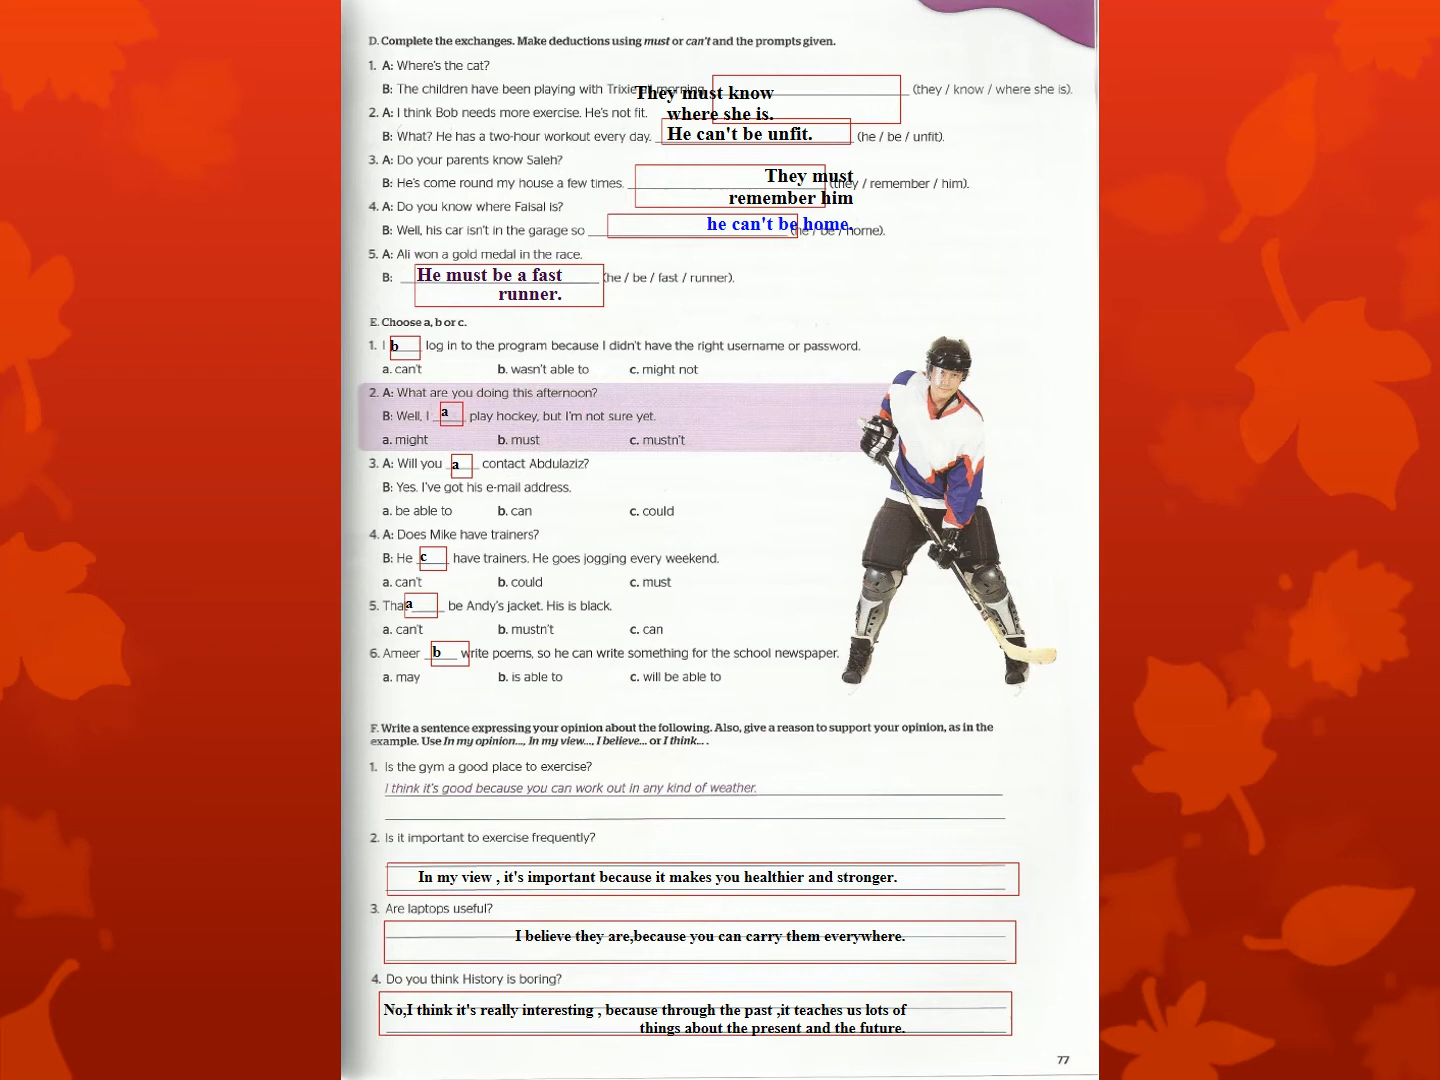 D. Complete the exchanges. Make deductions using must or can't and the prompts given.
1. A: Where's the cat?
B: The children have been playing with Trixie all morning. They must know where she is. (they / know / where she is).
2. A: I think Bob needs more exercise. He's not fit.
B: What? He has a two-hour workout every day. He can't be unfit. (he / be / unfit).
3. A: Do your parents know Saleh?
B: He's come round my house a few times. They must remember him (they / remember / him).
4. A: Do you know where Faisal is?
B: Well, his car isn't in the garage so he can't be home. (he / be / home).
5. A: Ali won a gold medal in the race.
B: He must be a fast runner. (he / be / fast / runner).
E. Choose a, b or c.
1. I b log in to the program because I didn't have the right username or password.
a. can't b. wasn't able to c. might not
2. A: What are you doing this afternoon?
B: Well, I a play hockey, but I'm not sure yet.
a. might b. must c. mustn't
3. A: Will you a contact Abdulaziz?
B: Yes. I've got his e-mail address.
a. be able to b. can c. could
4. A: Does Mike have trainers?
B: He c have trainers. He goes jogging every weekend.
a. can't b. could c. must
5. That a be Andy's jacket. His is black.
a. can't b. mustn't c. can
6. Ameer b write poems, so he can write something for the school newspaper.
a. may b. is able to c. will be able to
F. Write a sentence expressing your opinion about the following. Also, give a reason to support your opinion, as in the
example. Use In my opinion..., In my view..., I believe... or I think... .
1. Is the gym a good place to exercise?
I think it's good because you can work out in any kind of weather.
2. Is it important to exercise frequently?
In my view , it's important because it makes you healthier and stronger.
3. Are laptops useful?
I believe they are,because you can carry them everywhere.
4. Do you think History is boring?
No,I think it's really interesting , because through the past ,it teaches us lots of
things about the present and the future.
77